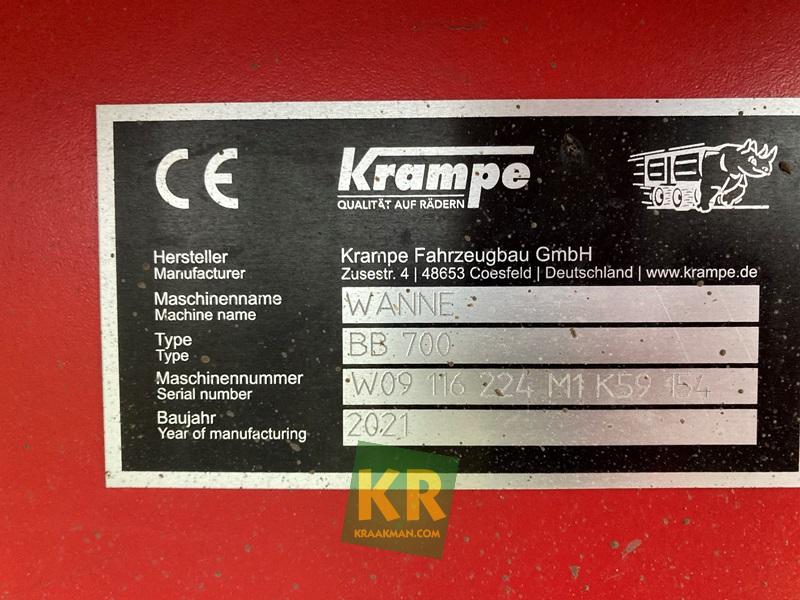 CE
Krampe
QUALITÄT AUF RÄDERN
Hersteller
Manufacturer
Krampe Fahrzeugbau GmbH
Zusestr. 4 | 48653 Coesfeld | Deutschland | www.krampe.de
Maschinenname
Machine name
WANNE
Type
Type
BB 700
Maschinennummer
Serial number
W09 116 224 M1 K59 154
Baujahr
Year of manufacturing
2021
KR
KRAAKMAN.COM